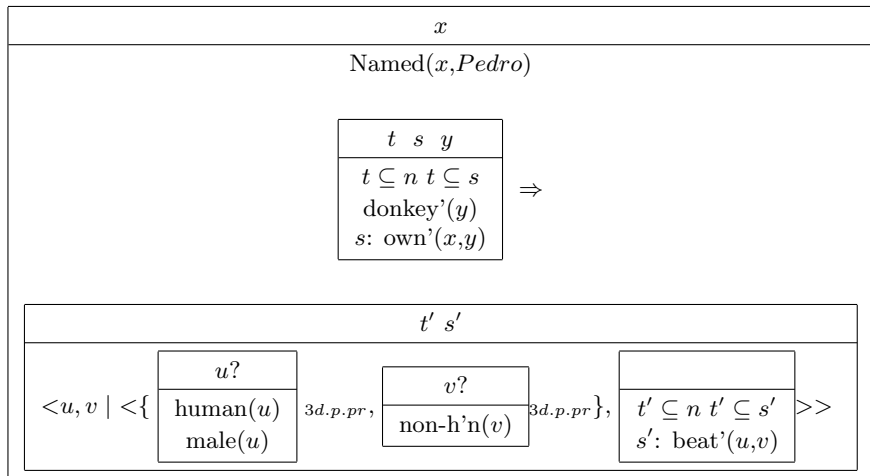 x
Named(x,Pedro)
t s y
t ⊆ n t ⊆ s
donkey’(y)
s: own’(x,y)
⇒
t′ s′
<u, v | <{
u?
human(u)
male(u)
3d.p.pr,
v?
non-h’n(v)
3d.p.pr},
t′ ⊆ n t′ ⊆ s′
s′: beat’(u,v)
>>